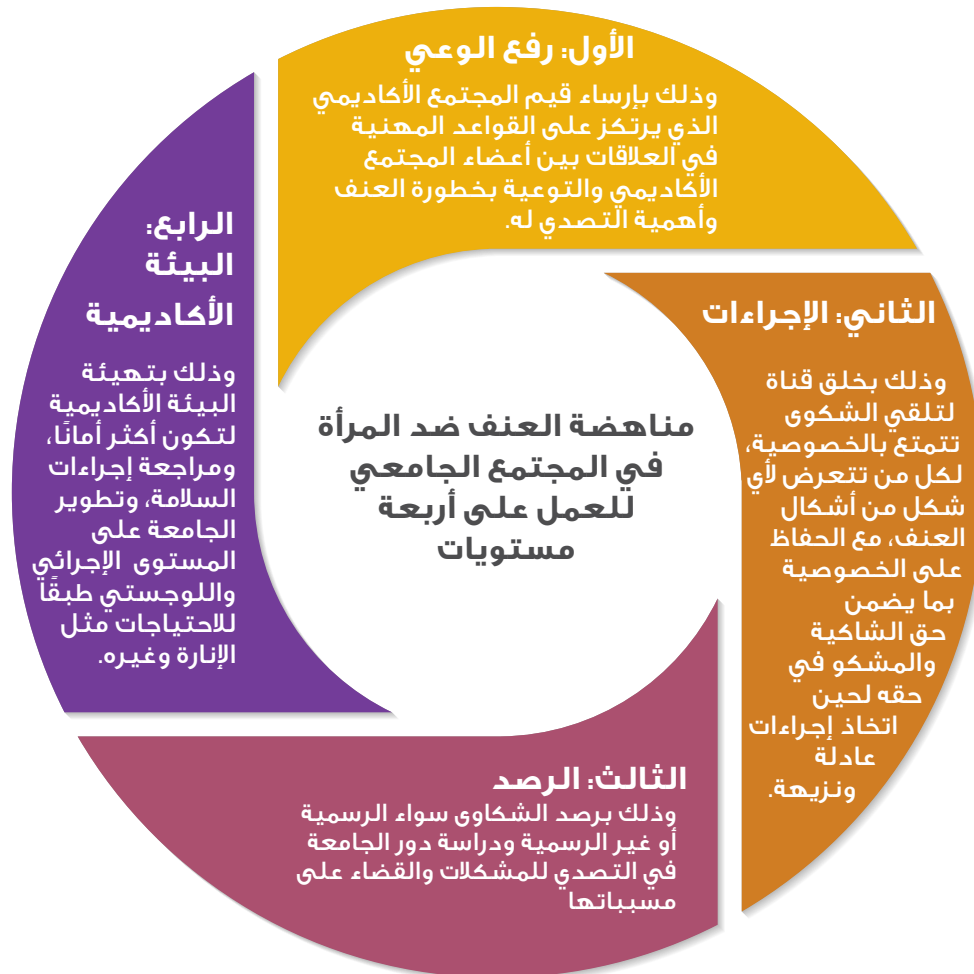 الأول: رفع الوعي
وذلك بإرساء قيم المجتمع الأكاديمي
الذي يرتكز على القواعد المهنية
في العلاقات بين أعضاء المجتمع
الأكاديمي والتوعية بخطورة العنف
وأهمية التصدي له.
الثاني: الإجراءات
وذلك بخلق قناة
لتلقي الشكوى
تتمتع بالخصوصية،
لكل من تتعرض لأي
شكل من أشكال
العنف، مع الحفاظ
على الخصوصية
بما يضمن
حق الشاكية
والمشكو في
حقه لحين
اتخاذ إجراءات
عادلة
ونزيهة.
الثالث: الرصد
وذلك برصد الشكاوى سواء الرسمية
أو غير الرسمية ودراسة دور الجامعة
في التصدي للمشكلات والقضاء على
مسبباتها
الرابع:
البيئة
الأكاديمية
وذلك بتهيئة
البيئة الأكاديمية
لتكون أكثر أمانًا،
ومراجعة إجراءات
السلامة، وتطوير
الجامعة على
المستوى الإجرائي
واللوجستي طبقًا
للاحتياجات مثل
الإنارة وغيره.
مناهضة العنف ضد المرأة
في المجتمع الجامعي
للعمل على أربعة
مستويات